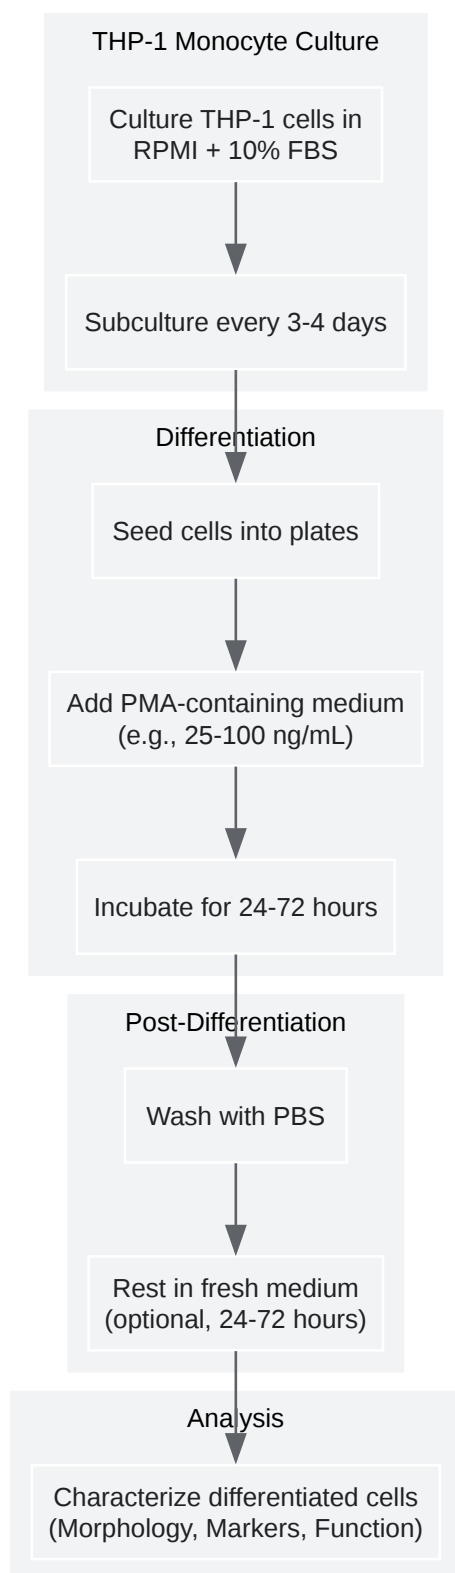 THP-1 Monocyte Culture
Culture THP-1 cells in
RPMI + 10% FBS
Subculture every 3-4 days
Differentiation
Seed cells into plates
Add PMA-containing medium
(e.g., 25-100 ng/mL)
Incubate for 24-72 hours
Post-Differentiation
Wash with PBS
Rest in fresh medium
(optional, 24-72 hours)
Analysis
Characterize differentiated cells
(Morphology, Markers, Function)